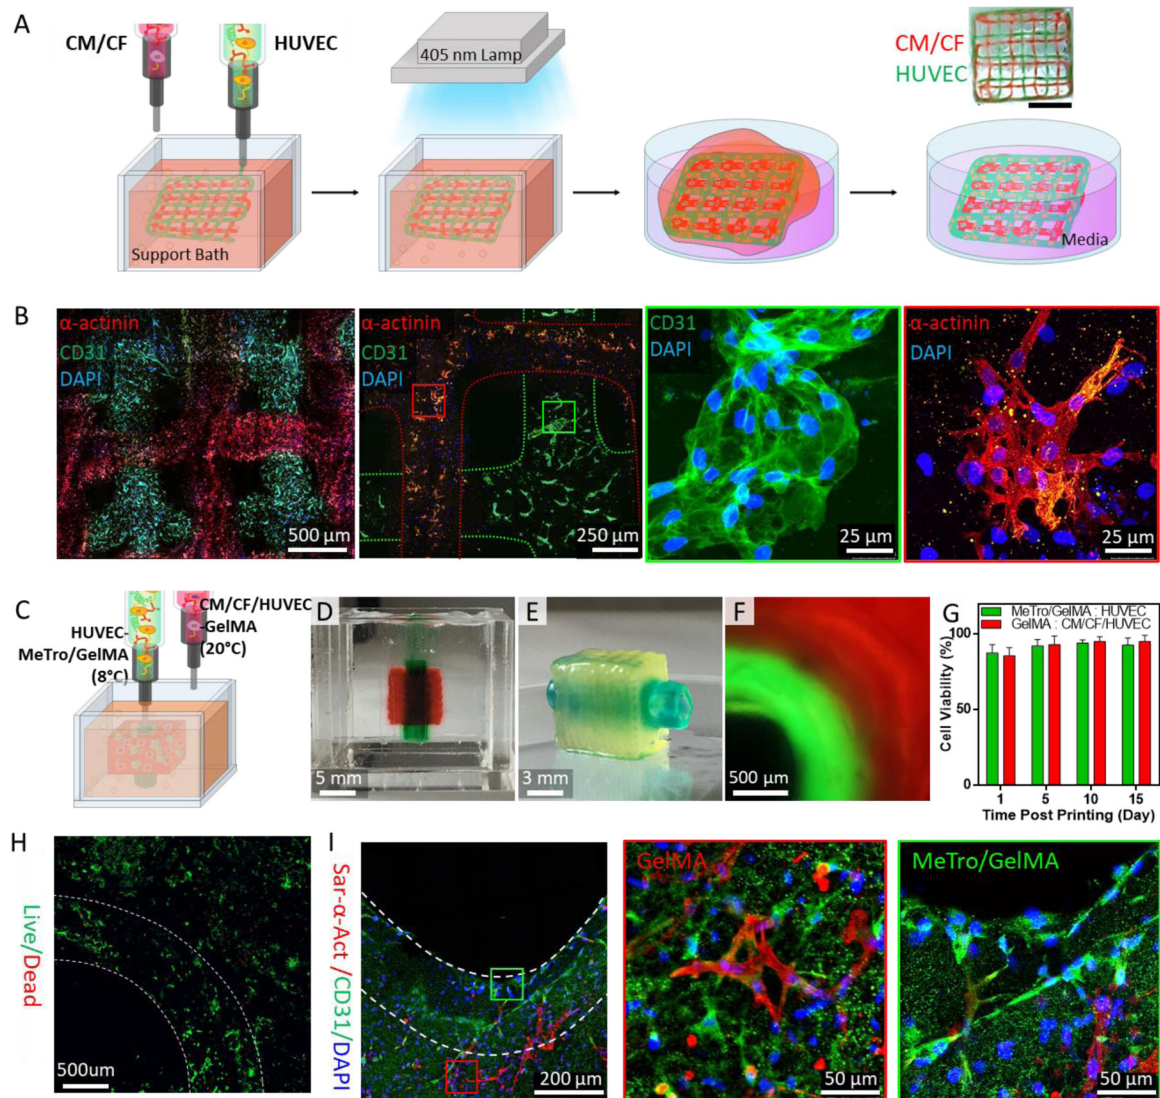 A
CM/CF
HUVEC
405 nm Lamp
CM/CF
HUVEC
Support Bath
Media
B
α-actinin
CD31
DAPI
500 µm
α-actinin
CD31
DAPI
250 µm
CD31
DAPI
25 µm
α-actinin
DAPI
25 µm
C
HUVEC-
MeTro/GelMA
(8°C)
CM/CF/HUVEC
-GelMA
(20°C)
D
5 mm
E
3 mm
F
500 µm
G
MeTro/GelMA : HUVEC
GelMA : CM/CF/HUVEC
Cell Viability (%)
100
50
0
1 5 10 15
Time Post Printing (Day)
H
Live/Dead
500um
I
Sar-α-Act /CD31/DAPI
200 µm
GelMA
50 µm
MeTro/GelMA
50 µm